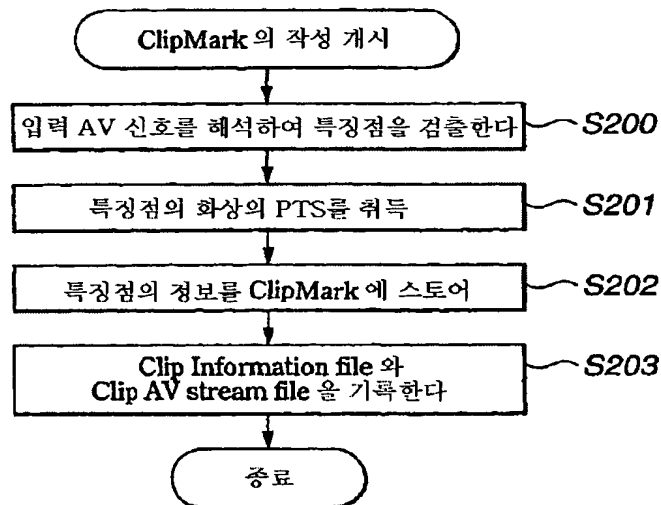 ClipMark 의 작성 개시
입력 AV 신호를 해석하여 특징점을 검출한다
S200
특징점의 화상의 PTS를 취득
S201
특징점의 정보를 ClipMark 에 스토어
S202
Clip Information file 와
Clip AV stream file 을 기록한다
S203
종료